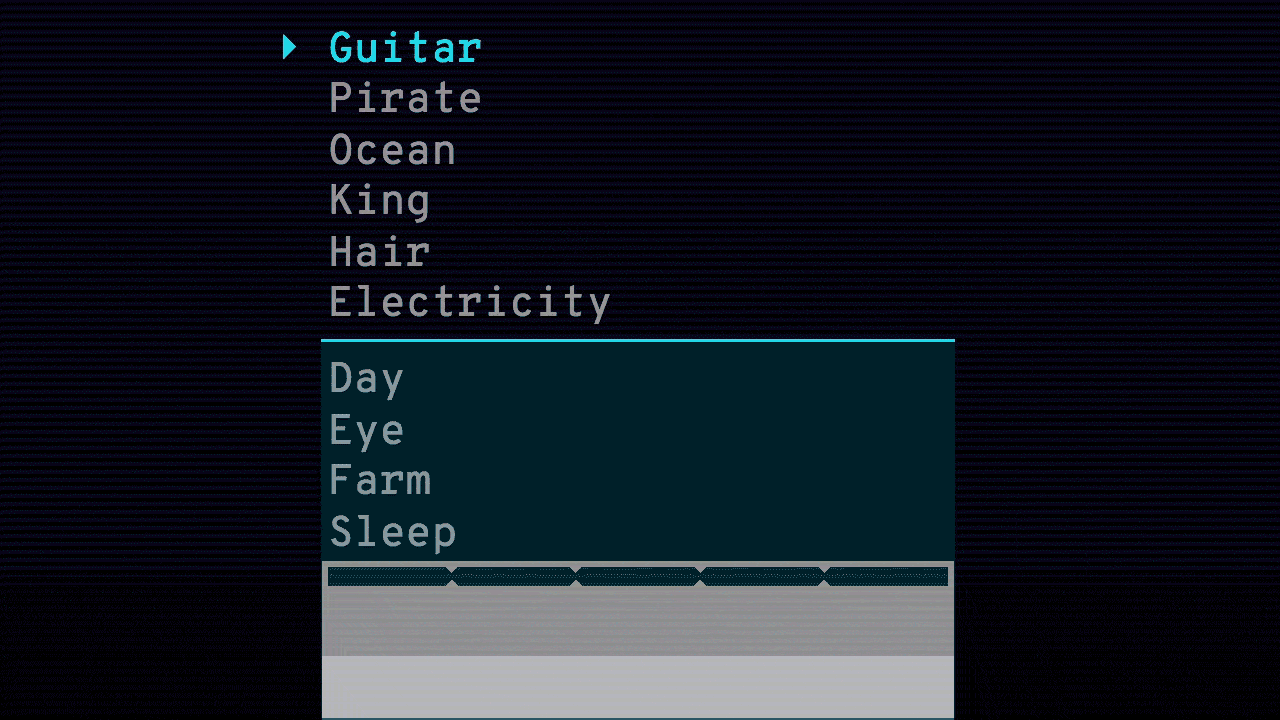 Guitar
Pirate
Ocean
King
Hair
Electricity
Day
Eye
Farm
Sleep